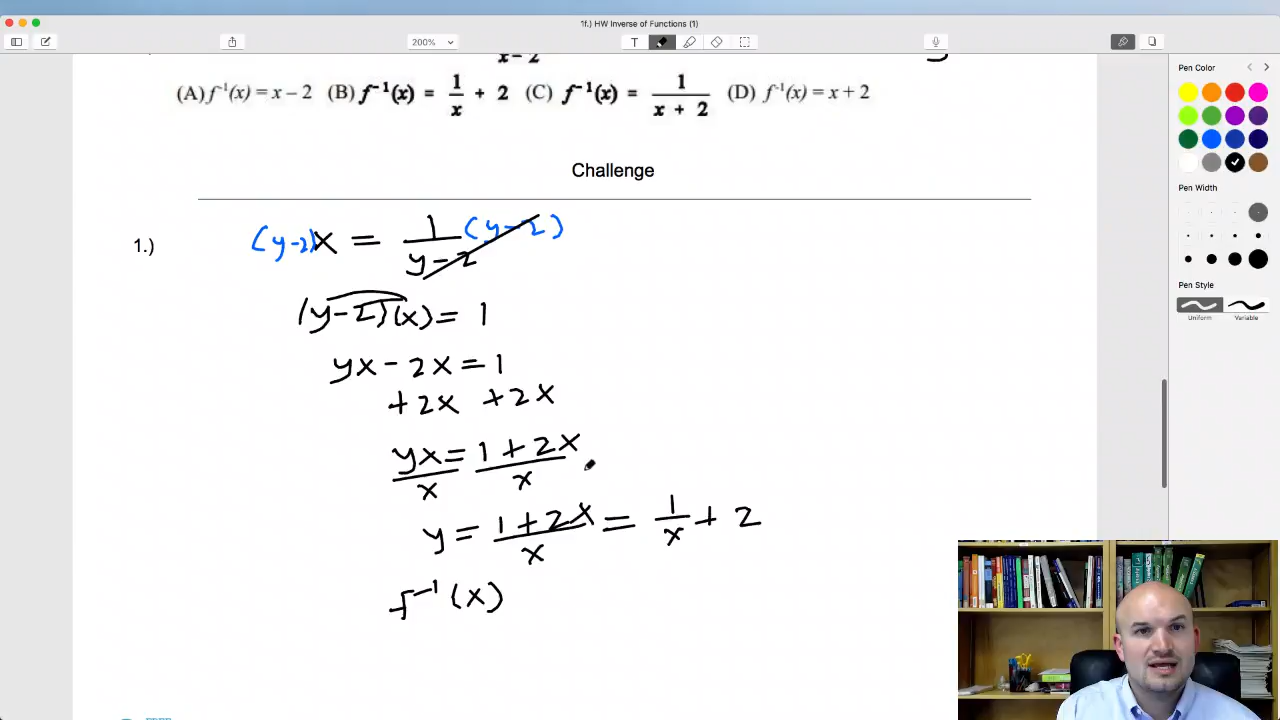 1f.) HW Inverse of Functions (1)
200%
T
Pen Color
x − 2
(A) f⁻¹(x) = x − 2 (B) f⁻¹(x) = 1/x + 2 (C) f⁻¹(x) = 1/(x + 2) (D) f⁻¹(x) = x + 2
Challenge
1.) (y-2)x = 1/(y-2) (y-2)
(y-2)(x) = 1
yx - 2x = 1
+2x +2x
yx/x = (1+2x)/x
y = (1+2x)/x = 1/x + 2
f⁻¹(x)
Pen Width
Pen Style
Uniform Variable